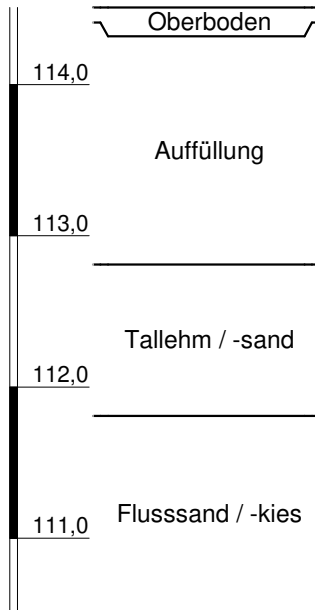 Oberboden
114,0
Auffüllung
113,0
Tallehm / -sand
112,0
Flusssand / -kies
111,0